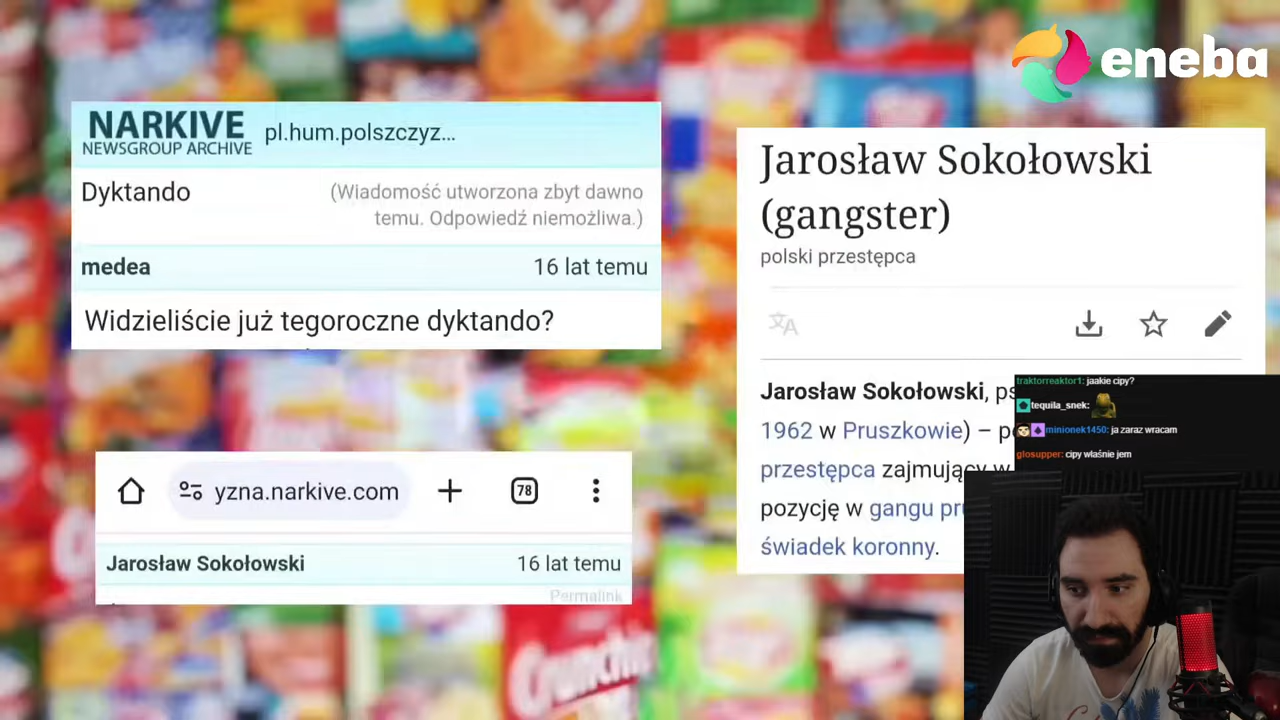 eneba
NARKIVE
NEWSGROUP ARCHIVE
pl.hum.polszczyz...
Dyktando
(Wiadomość utworzona zbyt dawno
temu. Odpowiedź niemożliwa.)
medea
16 lat temu
Widzieliście już tegoroczne dyktando?
yzna.narkive.com
78
Jarosław Sokołowski
16 lat temu
Permalink
Jarosław Sokołowski
(gangster)
polski przestępca
Jarosław Sokołowski, ps
1962 w Pruszkowie) – p
przestępca zajmujący w
pozycję w gangu pr
świadek koronny.
traktorreaktor1: jaakie cipy?
tequila_snek:
minionek1450: ja zaraz wracam
glosupper: cipy właśnie jem
Crunchi